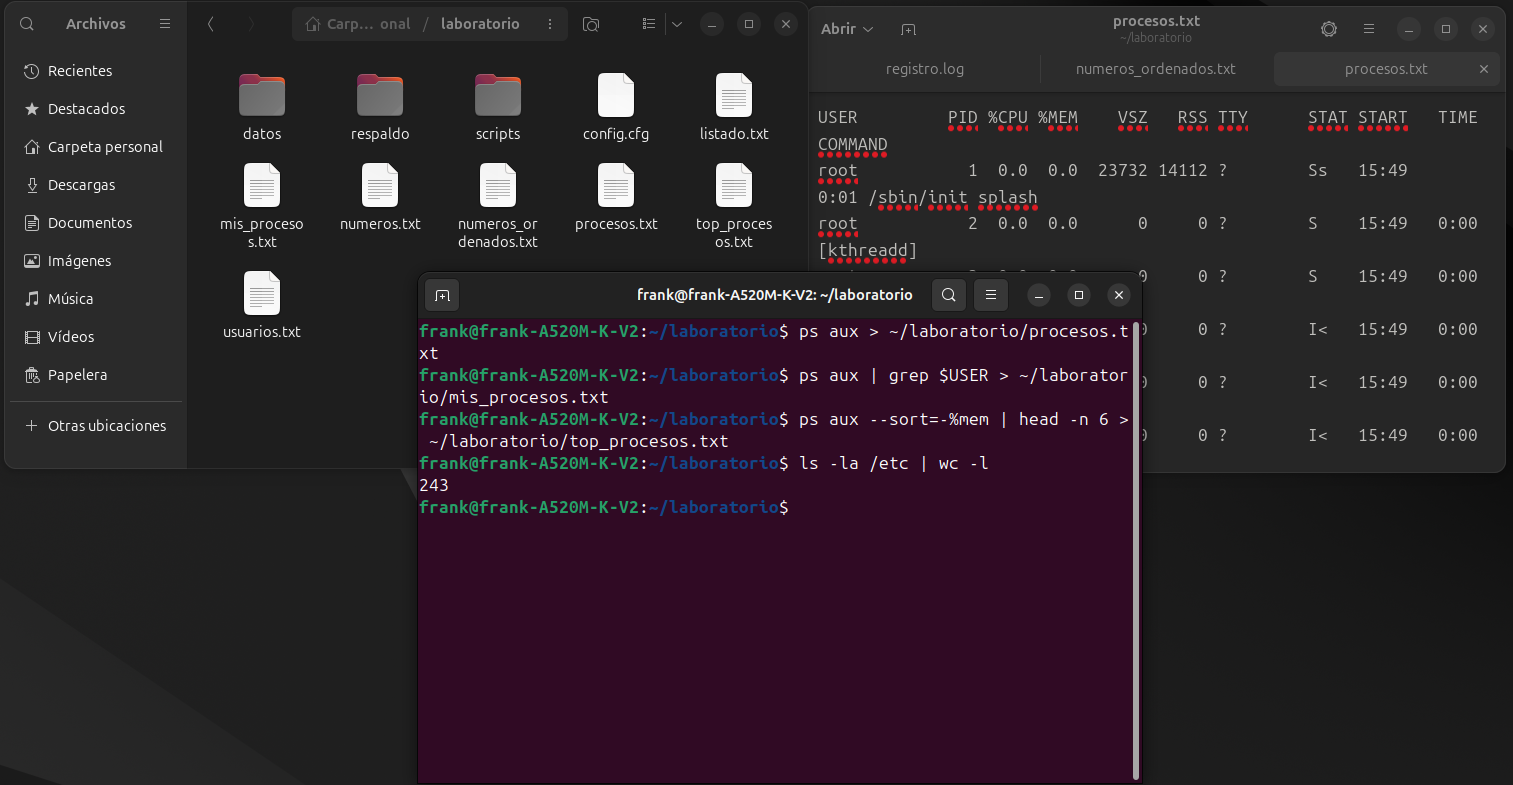 Archivos
Recientes
Destacados
Carpeta personal
Descargas
Documentos
Imágenes
Música
Vídeos
Papelera
+ Otras ubicaciones
Carp… onal / laboratorio
datos
respaldo
scripts
config.cfg
listado.txt
mis_proceso
s.txt
numeros.txt
numeros_or
denados.txt
procesos.txt
top_proces
os.txt
usuarios.txt
Abrir
procesos.txt
~/laboratorio
registro.log
numeros_ordenados.txt
procesos.txt
USER PID %CPU %MEM VSZ RSS TTY STAT START TIME
COMMAND
root 1 0.0 0.0 23732 14112 ? Ss 15:49
0:01 /sbin/init splash
root 2 0.0 0.0 0 0 ? S 15:49 0:00
[kthreadd]
0 ? S 15:49 0:00
0 ? I< 15:49 0:00
0 ? I< 15:49 0:00
0 ? I< 15:49 0:00
frank@frank-A520M-K-V2: ~/laboratorio
frank@frank-A520M-K-V2:~/laboratorio$ ps aux > ~/laboratorio/procesos.t
xt
frank@frank-A520M-K-V2:~/laboratorio$ ps aux | grep $USER > ~/laborator
io/mis_procesos.txt
frank@frank-A520M-K-V2:~/laboratorio$ ps aux --sort=-%mem | head -n 6 >
~/laboratorio/top_procesos.txt
frank@frank-A520M-K-V2:~/laboratorio$ ls -la /etc | wc -l
243
frank@frank-A520M-K-V2:~/laboratorio$